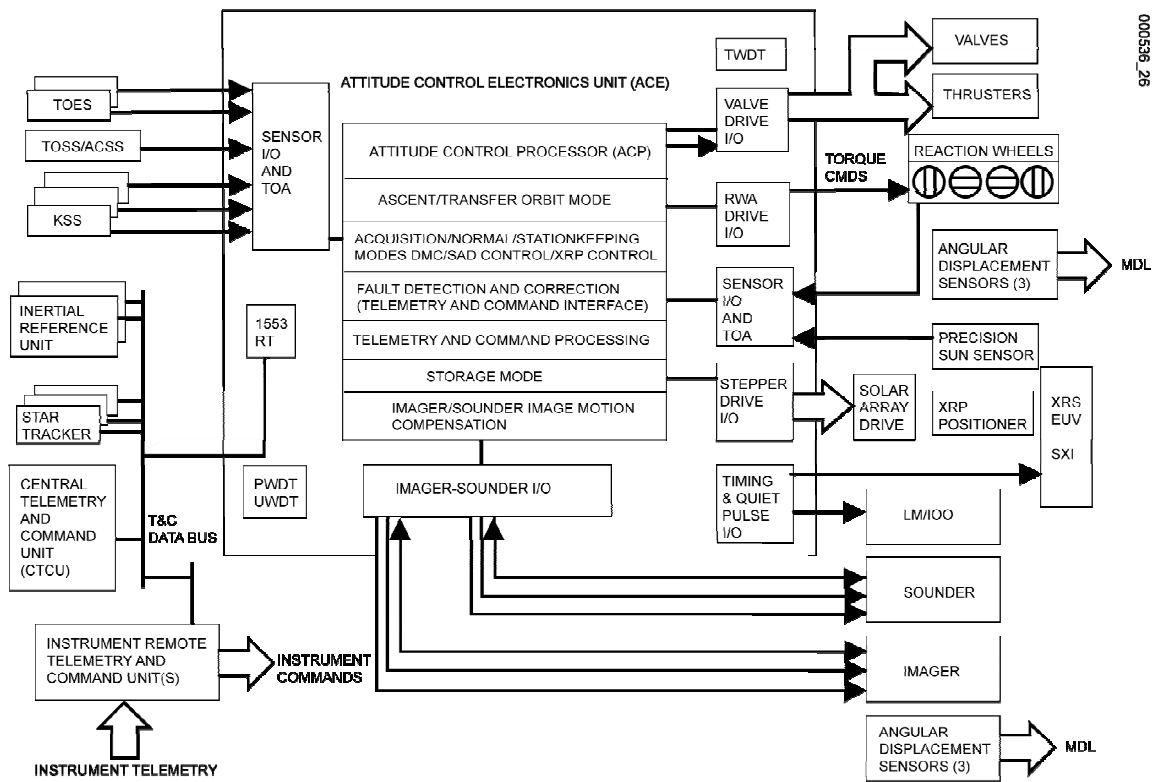 000536_26
ATTITUDE CONTROL ELECTRONICS UNIT (ACE)
TOES
TOSS/ACSS
KSS
SENSOR
I/O
AND
TOA
ATTITUDE CONTROL PROCESSOR (ACP)
ASCENT/TRANSFER ORBIT MODE
ACQUISITION/NORMAL/STATIONKEEPING
MODES DMC/SAD CONTROL/XRP CONTROL
FAULT DETECTION AND CORRECTION
(TELEMETRY AND COMMAND INTERFACE)
TELEMETRY AND COMMAND PROCESSING
STORAGE MODE
IMAGER/SOUNDER IMAGE MOTION
COMPENSATION
IMAGER-SOUNDER I/O
TWDT
VALVE
DRIVE
I/O
RWA
DRIVE
I/O
SENSOR
I/O
AND
TOA
STEPPER
DRIVE
I/O
TIMING
& QUIET
PULSE
I/O
VALVES
THRUSTERS
TORQUE
CMDS
REACTION WHEELS
ANGULAR
DISPLACEMENT
SENSORS (3)
MDL
PRECISION
SUN SENSOR
SOLAR
ARRAY
DRIVE
XRP
POSITIONER
XRS
EUV
SXI
LM/IOO
SOUNDER
IMAGER
ANGULAR
DISPLACEMENT
SENSORS (3)
MDL
INERTIAL
REFERENCE
UNIT
1553
RT
STAR
TRACKER
PWDT
UWDT
CENTRAL
TELEMETRY
AND
COMMAND
UNIT
(CTCU)
T&C
DATA BUS
INSTRUMENT REMOTE
TELEMETRY AND
COMMAND UNIT(S)
INSTRUMENT
COMMANDS
INSTRUMENT TELEMETRY